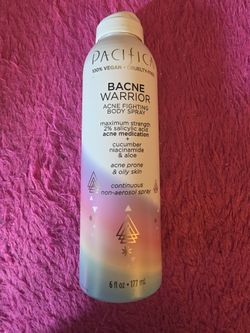 PACIFICA
100% VEGAN + CRUELTY-FREE
BACNE
WARRIOR
ACNE FIGHTING
BODY SPRAY
maximum strength
2% salicylic acid
acne medication
+
cucumber
niacinamide
& aloe
acne prone
& oily skin
continuous
non-aerosol spray
6 fl oz • 177 mL